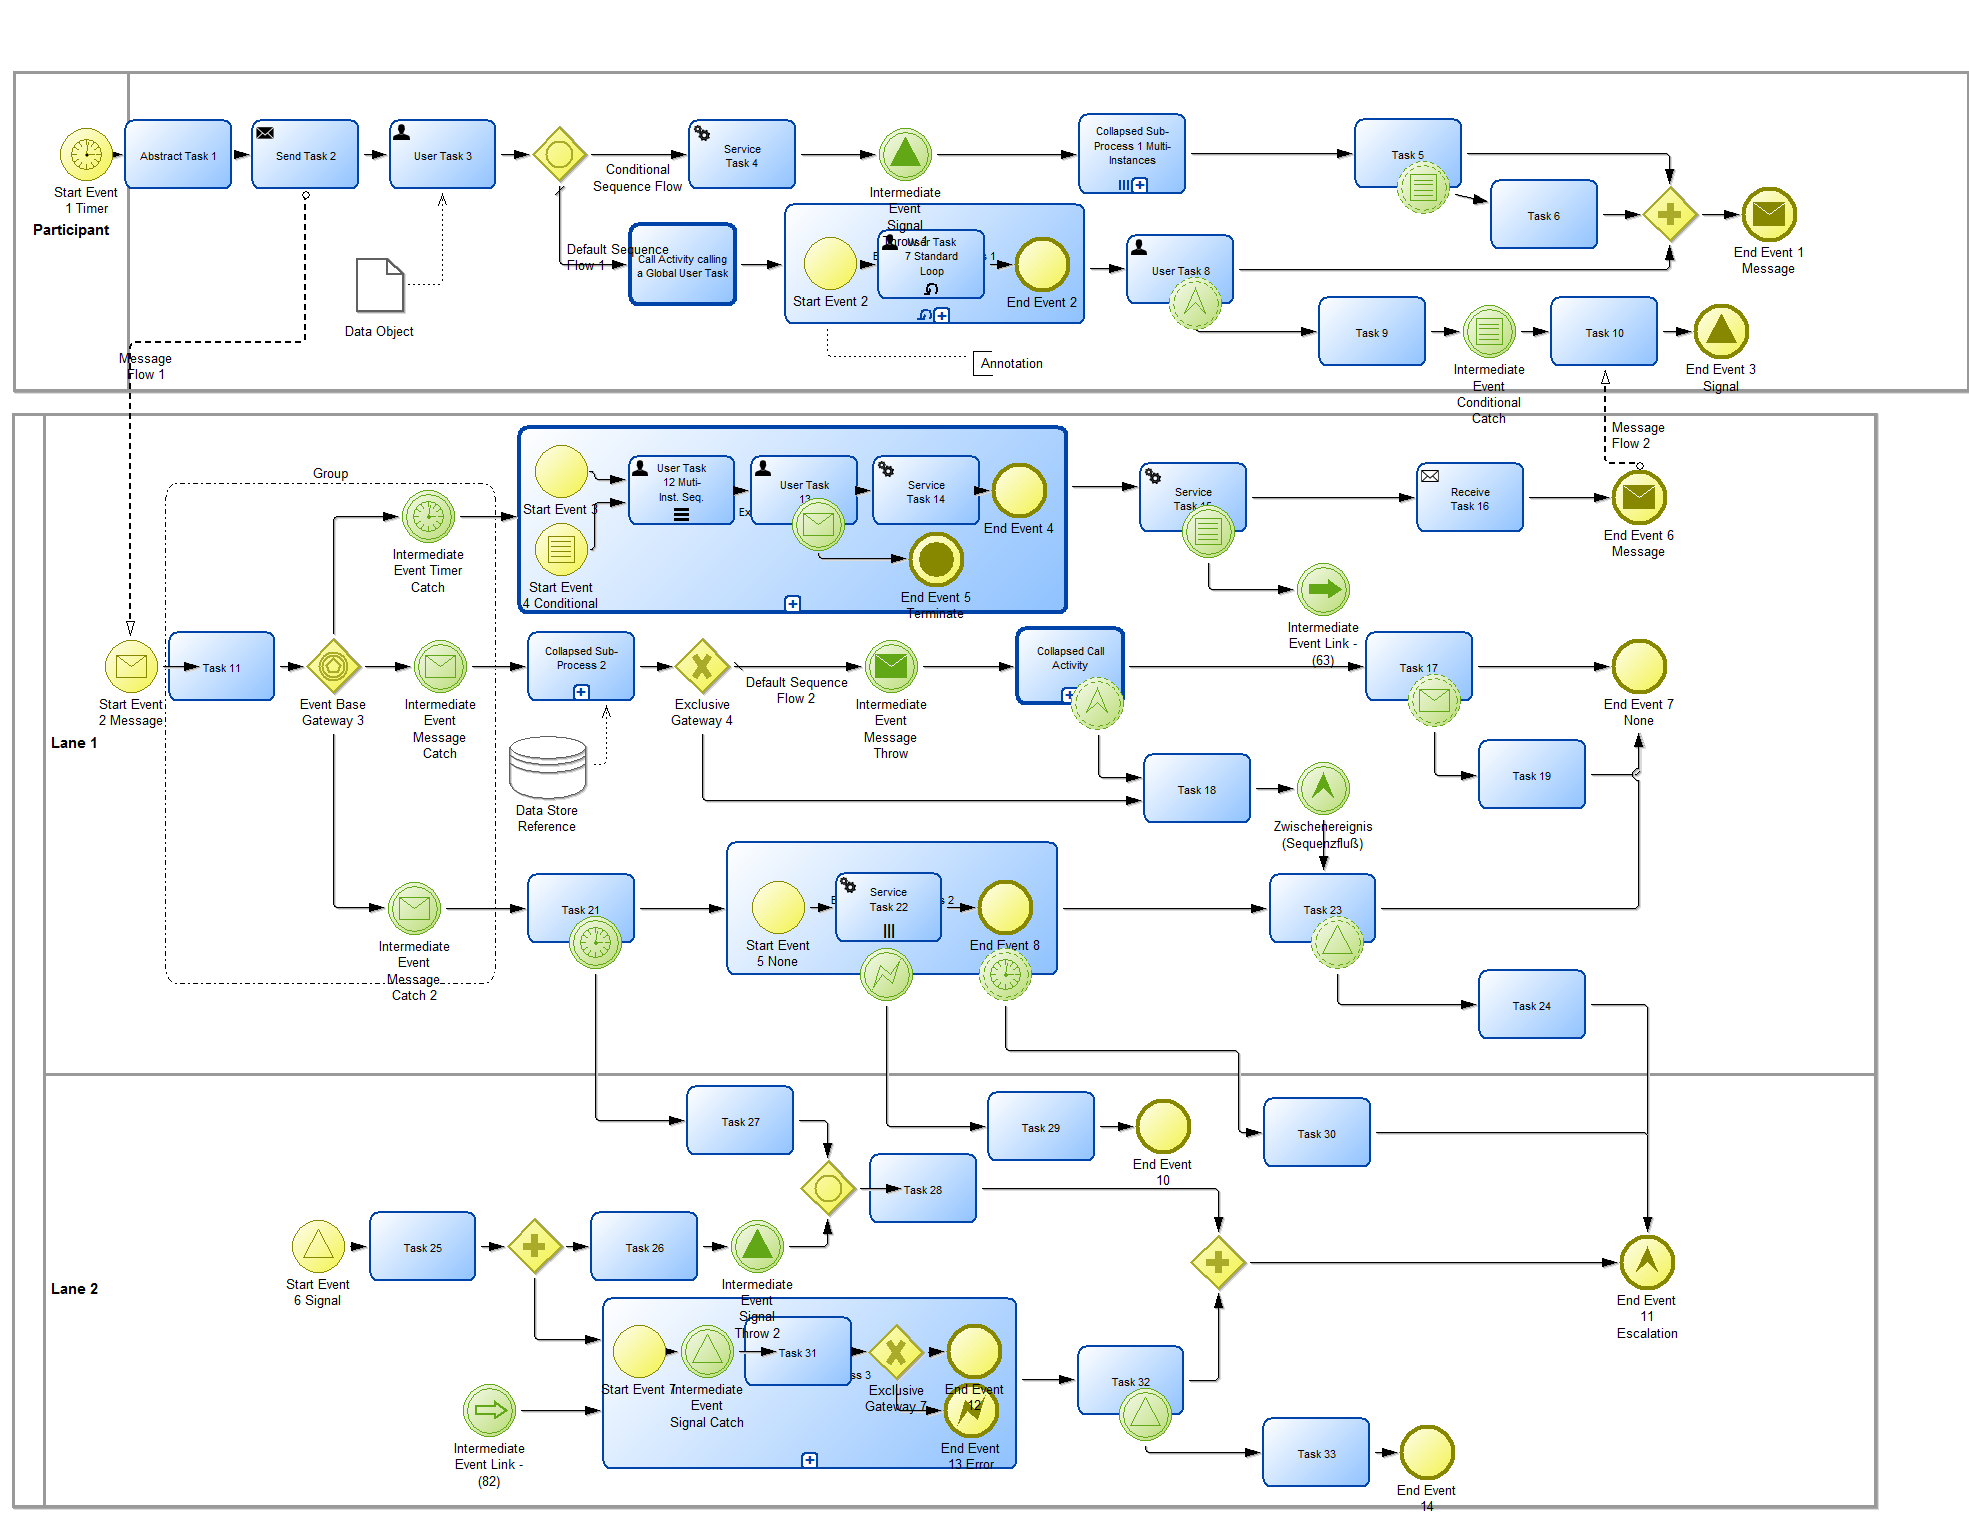 Abstract Task 1
Send Task 2
User Task 3
Service
Task 4
Collapsed Sub-
Process 1 Multi-
Instances
Task 5
Start Event
1 Timer
Participant
Conditional
Sequence Flow
Intermediate
Event
Signal
Throw 1
Task 6
End Event 1
Message
Default Sequence
Flow 1
Call Activity calling
a Global User Task
Start Event 2
User Task
7 Standard
Loop
s 1
End Event 2
User Task 8
Data Object
Annotation
Task 9
Intermediate
Event
Conditional
Catch
Task 10
End Event 3
Signal
Message
Flow 1
Message
Flow 2
Lane 1
Group
Intermediate
Event Timer
Catch
Start Event 3
Start Event
4 Conditional
User Task
12 Muti-
Inst. Seq.
Ex
User Task
13
Service
Task 14
End Event 4
End Event 5
Terminate
Service
Task 15
Receive
Task 16
End Event 6
Message
Intermediate
Event Link -
(63)
Start Event
2 Message
Task 11
Event Base
Gateway 3
Intermediate
Event
Message
Catch
Collapsed Sub-
Process 2
Exclusive
Gateway 4
Default Sequence
Flow 2
Intermediate
Event
Message
Throw
Collapsed Call
Activity
Task 17
End Event 7
None
Data Store
Reference
Task 18
Zwischenereignis
(Sequenzfluß)
Task 19
Intermediate
Event
Message
Catch 2
Task 21
Start Event
5 None
Service
Task 22
s 2
End Event 8
Task 23
Task 24
Lane 2
Task 27
Task 29
End Event
10
Task 30
Task 28
Start Event
6 Signal
Task 25
Task 26
Intermediate
Event
Signal
Throw 2
End Event
11
Escalation
Start Event 7
Intermediate
Event
Signal Catch
Task 31
ss 3
Exclusive
Gateway 7
End Event
12
End Event
13 Error
Intermediate
Event Link -
(82)
Task 32
Task 33
End Event
14